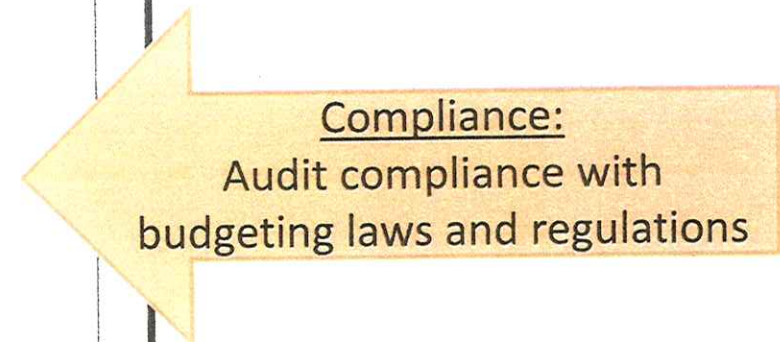 Compliance:
Audit compliance with
budgeting laws and regulations